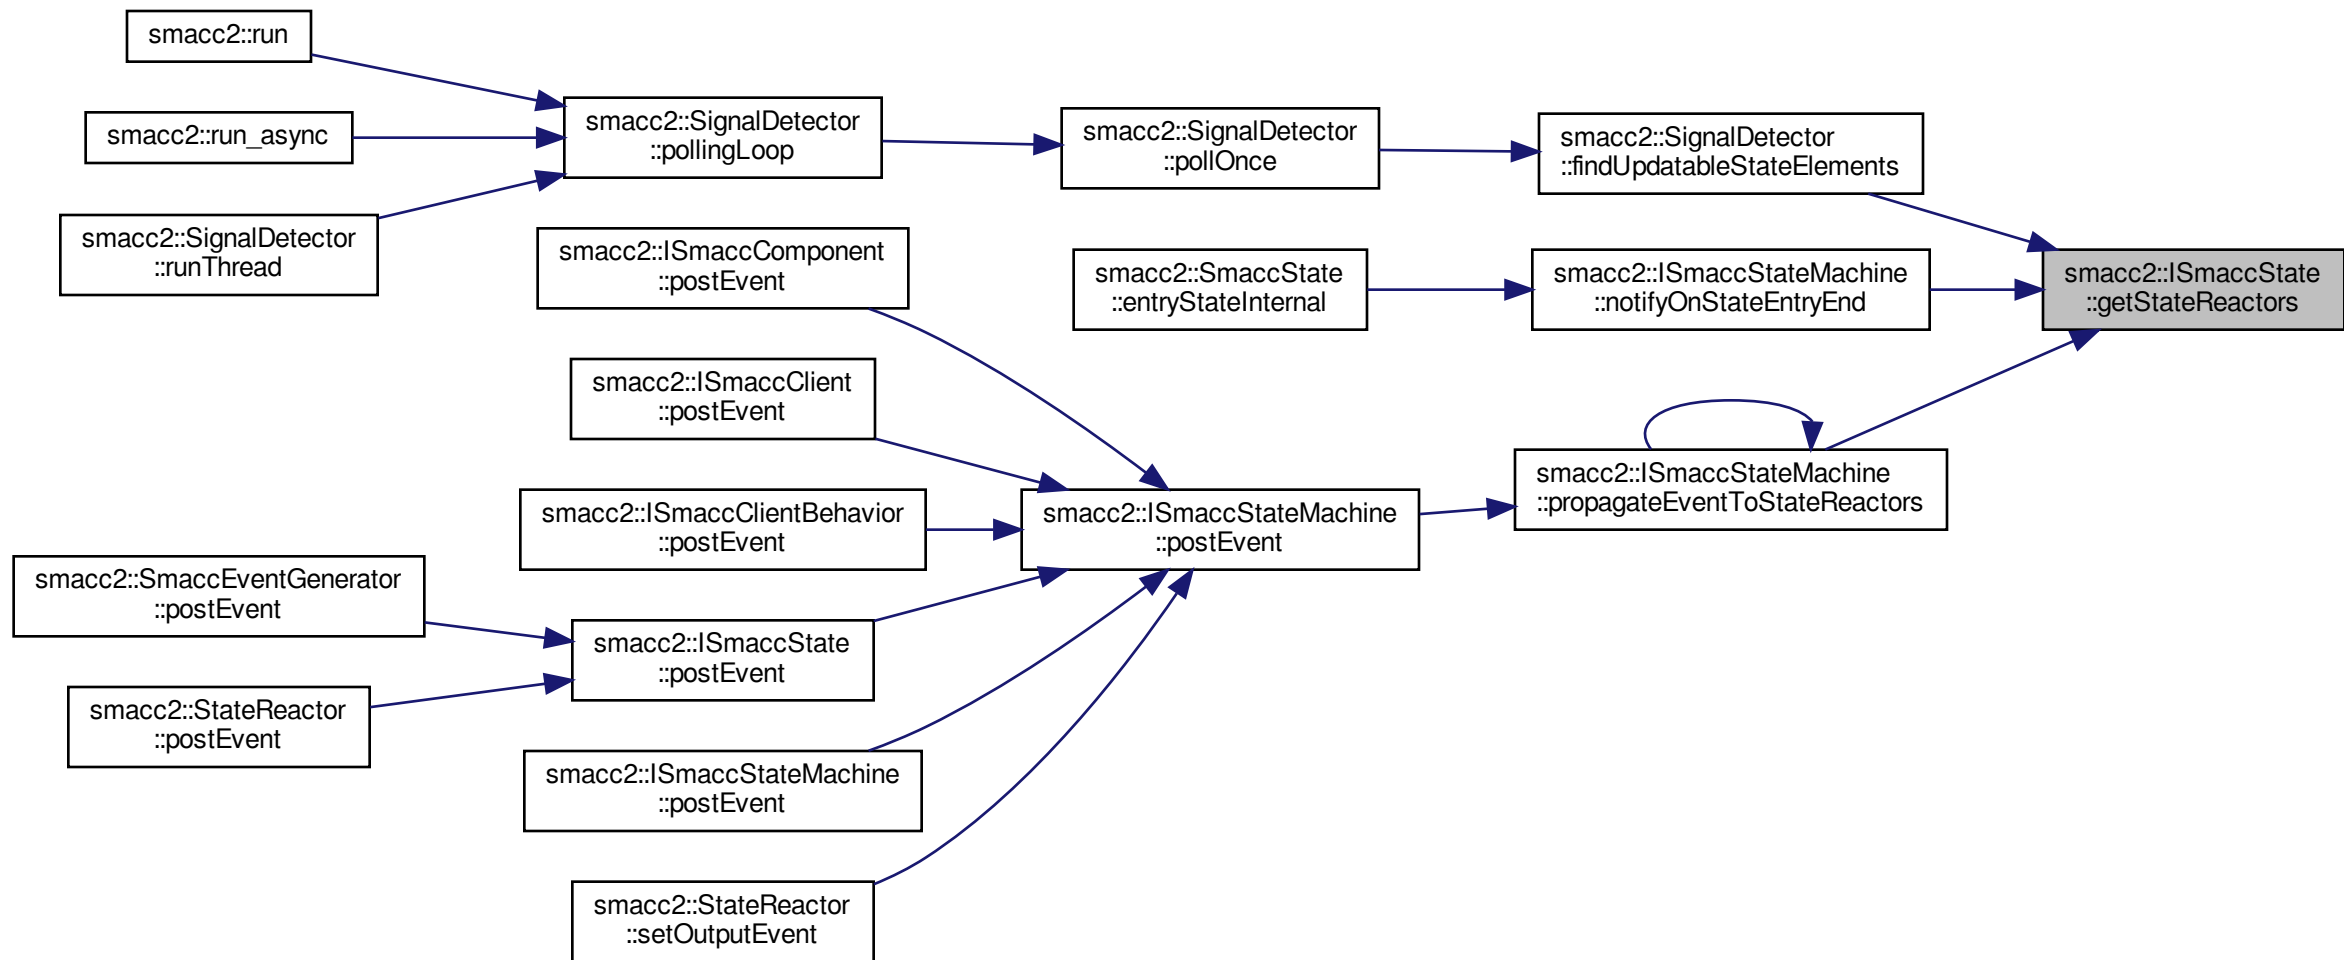 smacc2::run
smacc2::run_async
smacc2::SignalDetector
::runThread
smacc2::SignalDetector
::pollingLoop
smacc2::SignalDetector
::pollOnce
smacc2::SignalDetector
::findUpdatableStateElements
smacc2::ISmaccComponent
::postEvent
smacc2::SmaccState
::entryStateInternal
smacc2::ISmaccStateMachine
::notifyOnStateEntryEnd
smacc2::ISmaccState
::getStateReactors
smacc2::ISmaccClient
::postEvent
smacc2::ISmaccClientBehavior
::postEvent
smacc2::ISmaccStateMachine
::postEvent
smacc2::ISmaccStateMachine
::propagateEventToStateReactors
smacc2::SmaccEventGenerator
::postEvent
smacc2::StateReactor
::postEvent
smacc2::ISmaccState
::postEvent
smacc2::ISmaccStateMachine
::postEvent
smacc2::StateReactor
::setOutputEvent